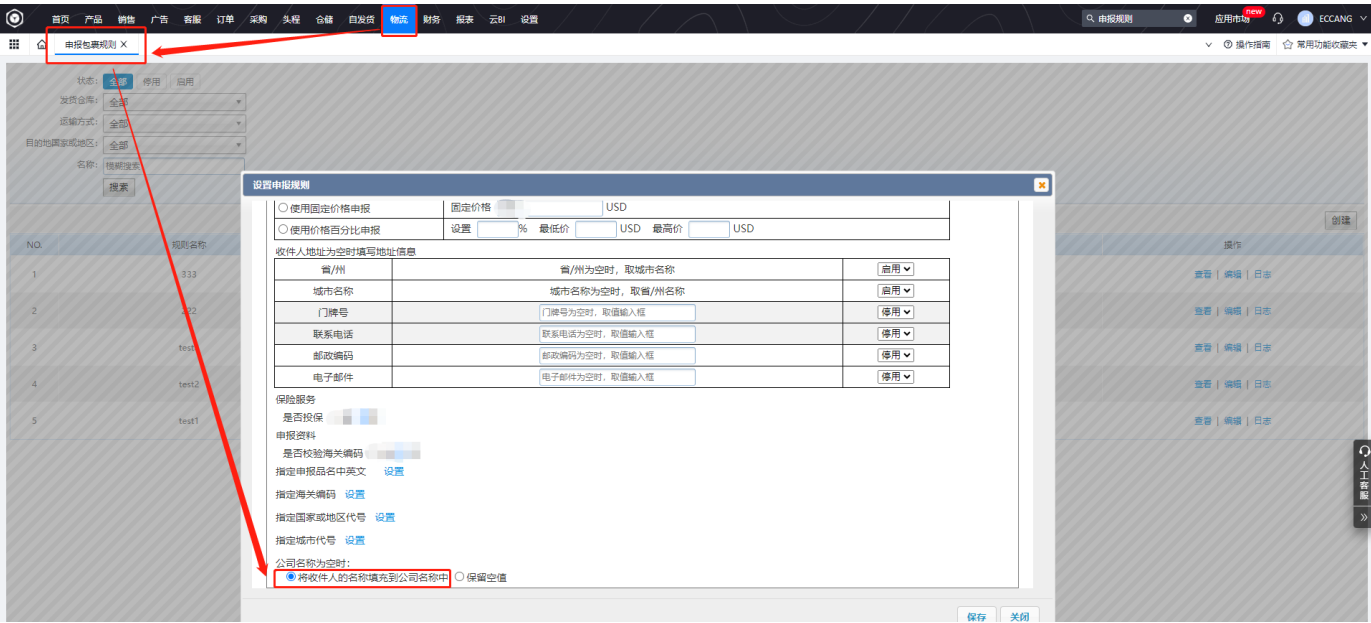 首页 产品 销售 广告 客服 订单 采购 头程 仓储 自发货 物流 财务 报表 云BI 设置 申报规则 应用市场 new ECCANG
申报包裹规则 操作指南 常用功能收藏夹
状态: 全部 停用 启用
发货仓库: 全部
运输方式: 全部
目的地国家或地区: 全部
名称: 模糊搜索
搜索
设置申报规则
使用固定价格申报 固定价格 USD
使用价格百分比申报 设置 % 最低价 USD 最高价 USD
创建
收件人地址为空时填写地址信息
NO. 规则名称 操作
省/州 省/州为空时，取城市名称 启用
1 333 查看 | 编辑 | 日志
城市名称 城市名称为空时，取省/州名称 启用
2 222 查看 | 编辑 | 日志
门牌号 门牌号为空时，取值输入框 停用
联系电话 联系电话为空时，取值输入框 停用
3 test 查看 | 编辑 | 日志
邮政编码 邮政编码为空时，取值输入框 停用
电子邮件 电子邮件为空时，取值输入框 停用
4 test2 查看 | 编辑 | 日志
保险服务
是否投保
5 test1 查看 | 编辑 | 日志
申报资料
是否校验海关编码
指定申报品名中英文 设置
指定海关编码 设置
指定国家或地区代号 设置
指定城市代号 设置
公司名称为空时:
将收件人的名称填充到公司名称中 保留空值
保存 关闭
人工客服